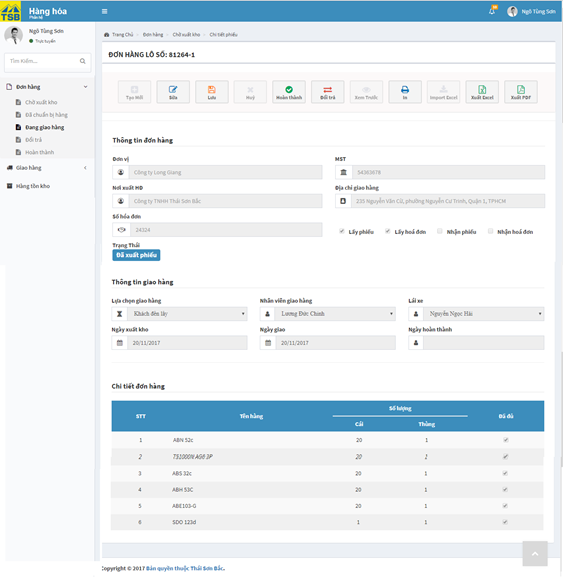 TSB
Hàng hóa
Phiên bả
Ngô Tùng Sơn
Ngô Tùng Sơn
Trực tuyến
Tìm Kiếm...
Đơn hàng
Chờ xuất kho
Đã chuẩn bị hàng
Đang giao hàng
Đổi trả
Hoàn thành
Giao hàng
Hàng tồn kho
Trang Chủ > Đơn hàng > Chờ xuất kho > Chi tiết phiếu
ĐƠN HÀNG LÔ SỐ: 81264-1
Tạo Mới
Sửa
Lưu
Huỷ
Hoàn thành
Đổi trả
Xem Trước
In
Import Excel
Xuất Excel
Xuất PDF
Thông tin đơn hàng
Đơn vị
MST
Công ty Long Giang
54363678
Nơi xuất HĐ
Địa chỉ giao hàng
Công ty TNHH Thái Sơn Bắc
235 Nguyễn Văn Cừ, phường Nguyễn Cư Trinh, Quận 1, TPHCM
Số hóa đơn
24324
Lấy phiếu
Lấy hoá đơn
Nhận phiếu
Nhận hoá đơn
Trạng Thái
Đã xuất phiếu
Thông tin giao hàng
Lựa chọn giao hàng
Nhân viên giao hàng
Lái xe
Khách đến lấy
Lương Đức Chinh
Nguyễn Ngọc Hải
Ngày xuất kho
Ngày giao
Ngày hoàn thành
20/11/2017
20/11/2017
Chi tiết đơn hàng
STT Tên hàng Số lượng Đã đủ
Cái Thùng
1 ABN 52c 20 1
2 TS1000N AG6 3P 20 1
3 ABS 32c 20 1
4 ABH 53C 20 1
5 ABE103-G 20 1
6 SDO 123d 1 1
Copyright © 2017 Bản quyền thuộc Thái Sơn Bắc.